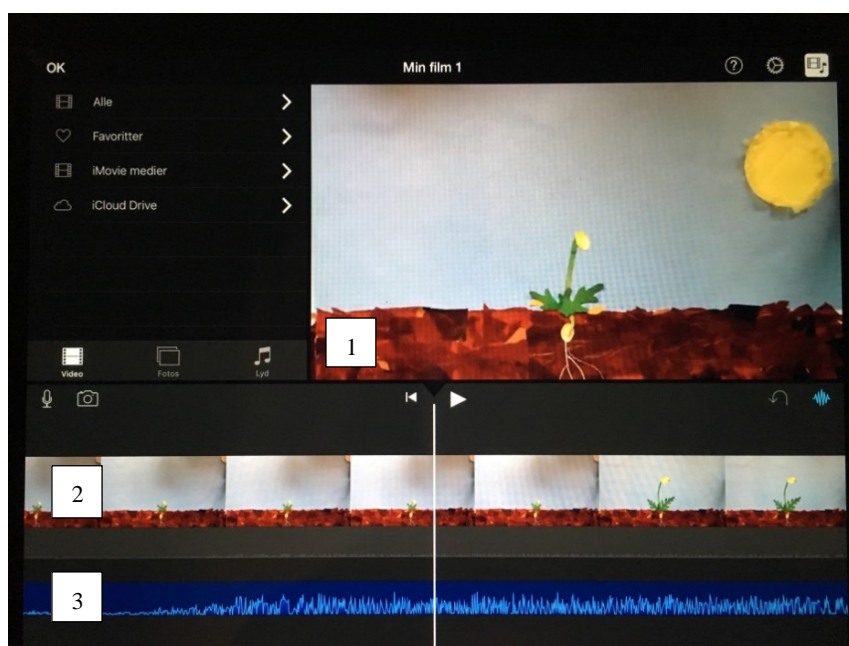 OK
Min film 1
?
Alle
Favoritter
iMovie medier
iCloud Drive
Video
Fotos
Lyd
1
2
3